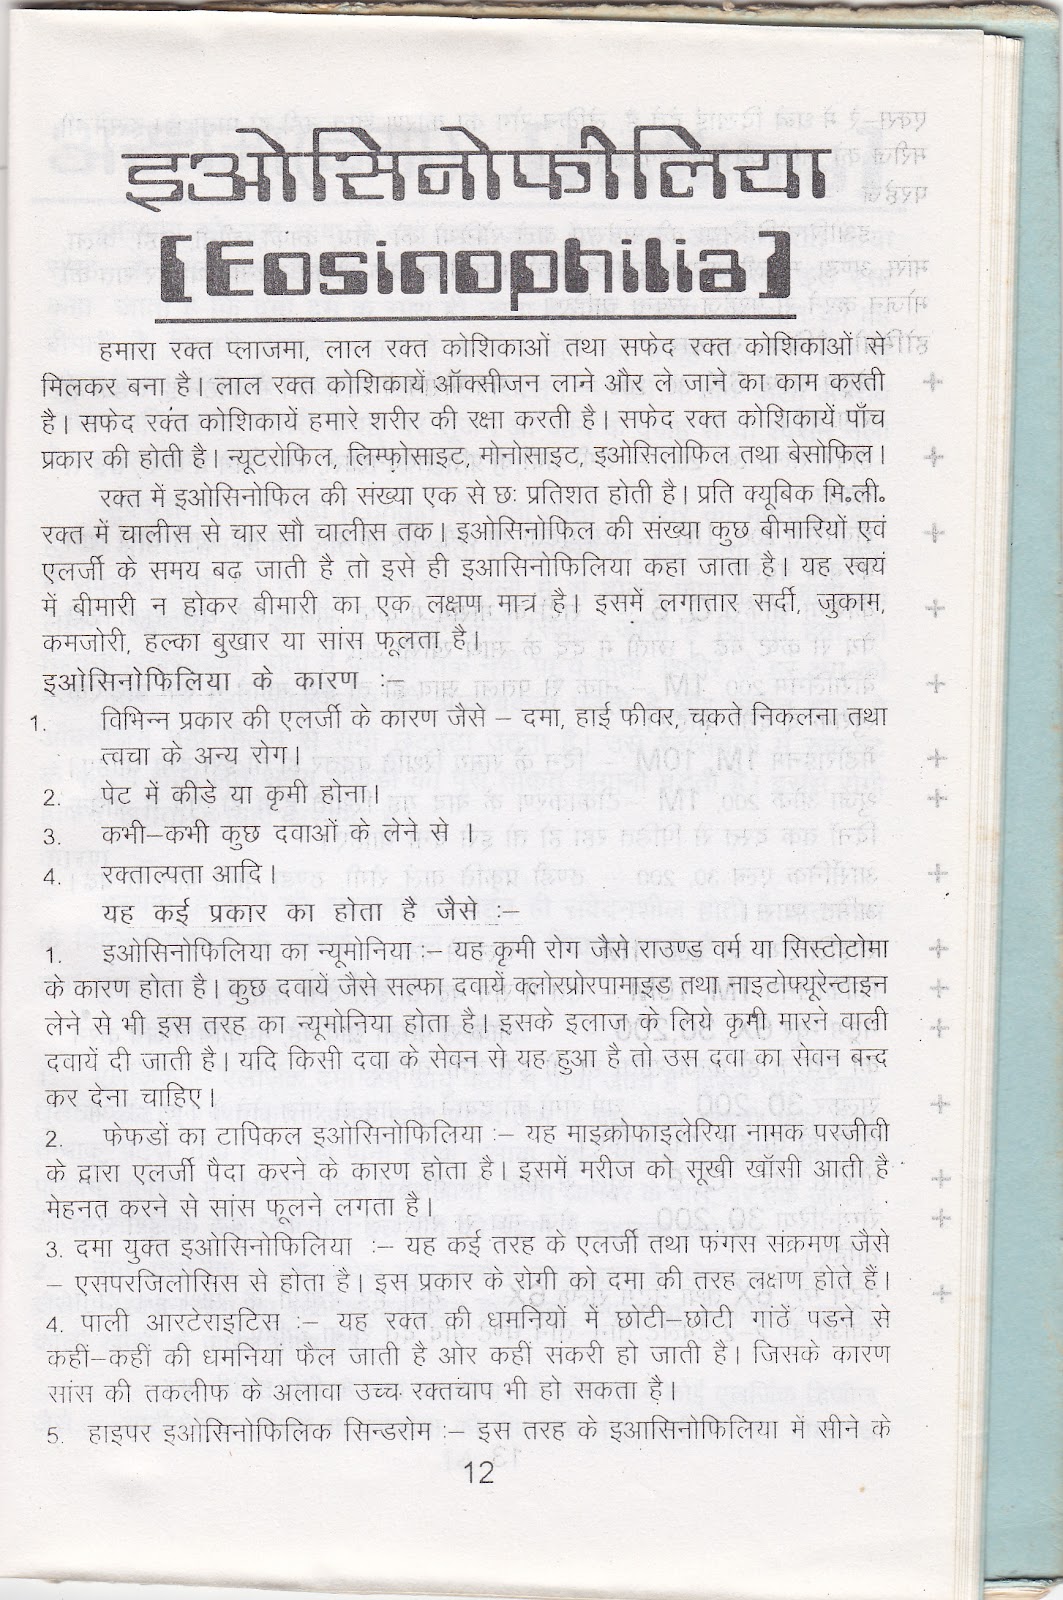 इओसिनोफीलिया
(Eosinophilia)
हमारा रक्त प्लाजमा, लाल रक्त कोशिकाओं तथा सफेद रक्त कोशिकाओं से
मिलकर बना है। लाल रक्त कोशिकायें ऑक्सीजन लाने और ले जाने का काम करती
है। सफेद रक्त कोशिकायें हमारे शरीर की रक्षा करती है। सफेद रक्त कोशिकायें पाँच
प्रकार की होती है। न्यूटरोफिल, लिम्फोसाइट, मोनोसाइट, इओसिलोफिल तथा बेसोफिल।
रक्त में इओसिनोफिल की संख्या एक से छः प्रतिशत होती है। प्रति क्यूबिक मि॰ली॰
रक्त में चालीस से चार सौ चालीस तक। इओसिनोफिल की संख्या कुछ बीमारियों एवं
एलर्जी के समय बढ़ जाती है तो इसे ही इआसिनोफिलिया कहा जाता है। यह स्वयं
में बीमारी न होकर बीमारी का एक लक्षण मात्र है। इसमें लगातार सर्दी, जुकाम,
कमजोरी, हल्का बुखार या सांस फूलता है।
इओसिनोफिलिया के कारण :–
1. विभिन्न प्रकार की एलर्जी के कारण जैसे – दमा, हाई फीवर, चकते निकलना तथा
त्वचा के अन्य रोग।
2. पेट में कीडे या कृमी होना।
3. कभी–कभी कुछ दवाओं के लेने से ।
4. रक्ताल्पता आदि।
यह कई प्रकार का होता है जैसे :–
1. इओसिनोफिलिया का न्यूमोनिया :– यह कृमी रोग जैसे राउण्ड वर्म या सिस्टोटोमा
के कारण होता है। कुछ दवायें जैसे सल्फा दवायें क्लोरप्रोरपामाइड तथा नाइटोफ्यूरेन्टाइन
लेने से भी इस तरह का न्यूमोनिया होता है। इसके इलाज के लिये कृमी मारने वाली
दवायें दी जाती है। यदि किसी दवा के सेवन से यह हुआ है तो उस दवा का सेवन बन्द
कर देना चाहिए।
2. फेफडों का टापिकल इओसिनोफिलिया :– यह माइक्रोफाइलेरिया नामक परजीवी
के द्वारा एलर्जी पैदा करने के कारण होता है। इसमें मरीज को सूखी खॉसी आती है
मेहनत करने से सांस फूलने लगता है।
3. दमा युक्त इओसिनोफिलिया :– यह कई तरह के एलर्जी तथा फंगस सक्रमण जैसे
– एसपरजिलोसिस से होता है। इस प्रकार के रोगी को दमा की तरह लक्षण होते हैं।
4. पाली आरटेराइटिस :– यह रक्त की धमनियों में छोटी–छोटी गांठें पडने से
कहीं–कहीं की धमनियां फैल जाती है ओर कहीं संकरी हो जाती है। जिसके कारण
सांस की तकलीफ के अलावा उच्च रक्तचाप भी हो सकता है।
5. हाइपर इओसिनोफिलिक सिन्डरोम :– इस तरह के इआसिनोफिलिया में सीने के
12